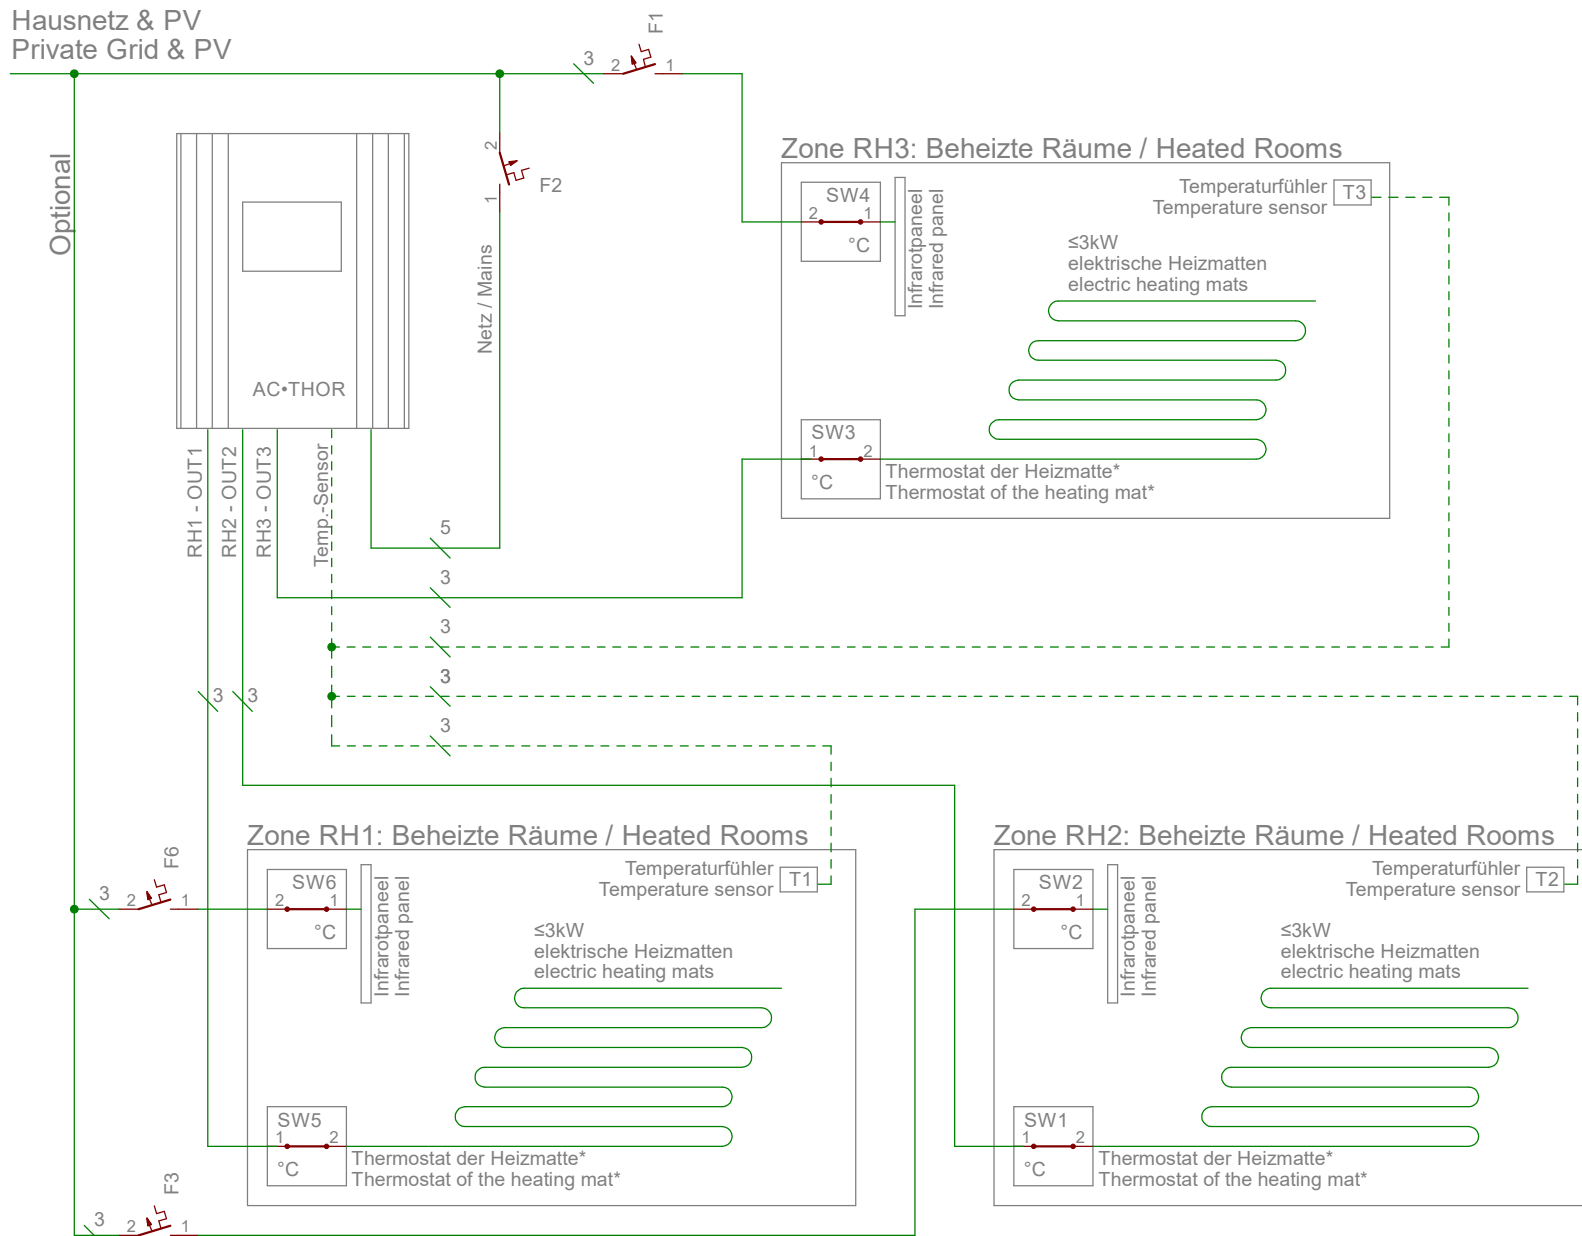 Hausnetz & PV
Private Grid & PV
Optional
3
2
F1
1
2
1
F2
Netz / Mains
AC•THOR
RH1 - OUT1
RH2 - OUT2
RH3 - OUT3
Temp.-Sensor
5
3
3
3
3
3
3
Zone RH3: Beheizte Räume / Heated Rooms
SW4
2
1
°C
Infrarotpaneel
Infrared panel
Temperaturfühler
Temperature sensor
T3
≤3kW
elektrische Heizmatten
electric heating mats
SW3
1
2
°C
Thermostat der Heizmatte*
Thermostat of the heating mat*
Zone RH1: Beheizte Räume / Heated Rooms
3
2
F6
1
SW6
2
1
°C
Infrarotpaneel
Infrared panel
Temperaturfühler
Temperature sensor
T1
≤3kW
elektrische Heizmatten
electric heating mats
SW5
1
2
°C
Thermostat der Heizmatte*
Thermostat of the heating mat*
3
2
F3
1
Zone RH2: Beheizte Räume / Heated Rooms
SW2
2
1
°C
Infrarotpaneel
Infrared panel
Temperaturfühler
Temperature sensor
T2
≤3kW
elektrische Heizmatten
electric heating mats
SW1
1
2
°C
Thermostat der Heizmatte*
Thermostat of the heating mat*